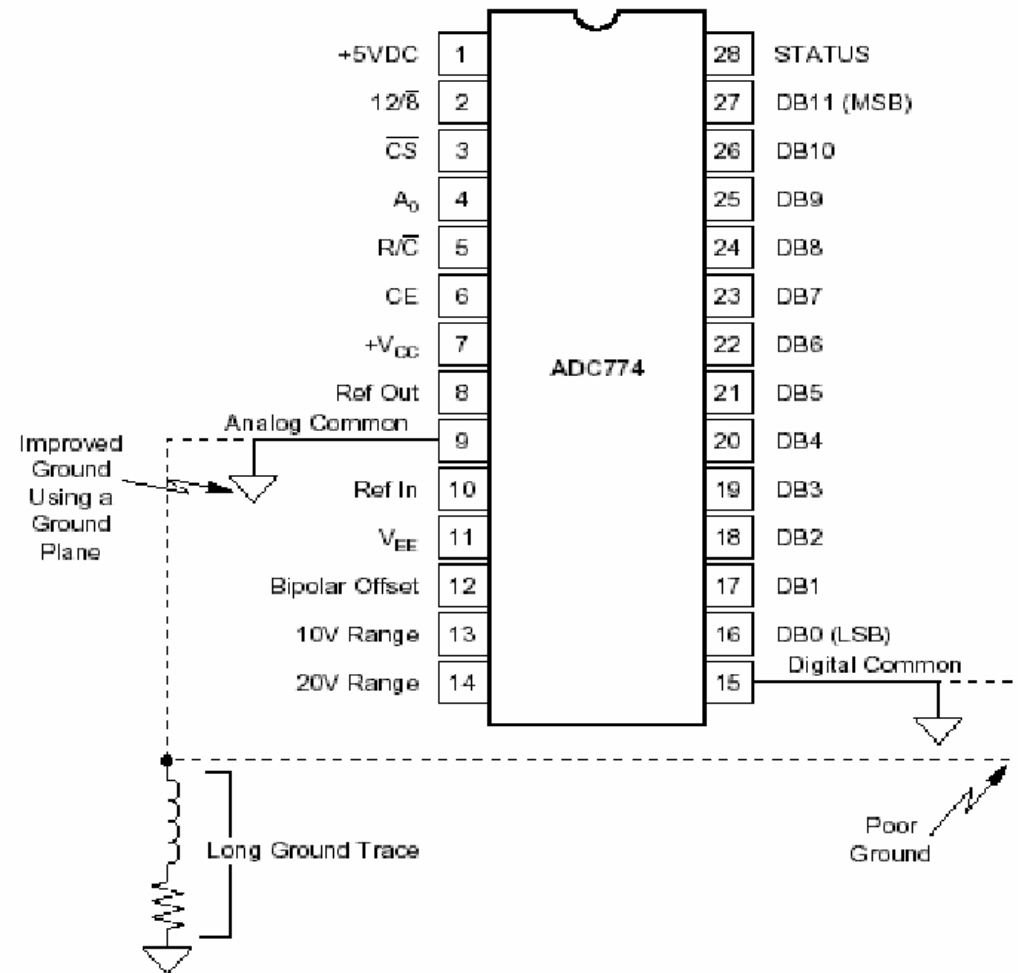 +5VDC 1
12/8̅ 2
C̅S̅ 3
A₀ 4
R/C̅ 5
CE 6
+V_CC 7
Ref Out 8
Analog Common 9
Ref In 10
V_EE 11
Bipolar Offset 12
10V Range 13
20V Range 14
ADC774
28 STATUS
27 DB11 (MSB)
26 DB10
25 DB9
24 DB8
23 DB7
22 DB6
21 DB5
20 DB4
19 DB3
18 DB2
17 DB1
16 DB0 (LSB)
15 Digital Common
Improved
Ground
Using a
Ground
Plane
Long Ground Trace
Poor
Ground